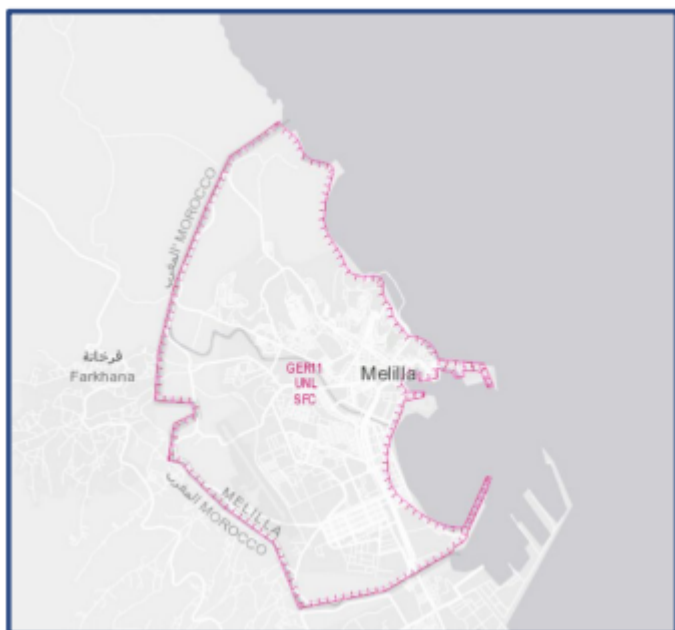 المغرب' MOROCCO
فرخانة
Farkhana
GER11
UNL
SFC
Melilla
MELILLA
المغرب MOROCCO